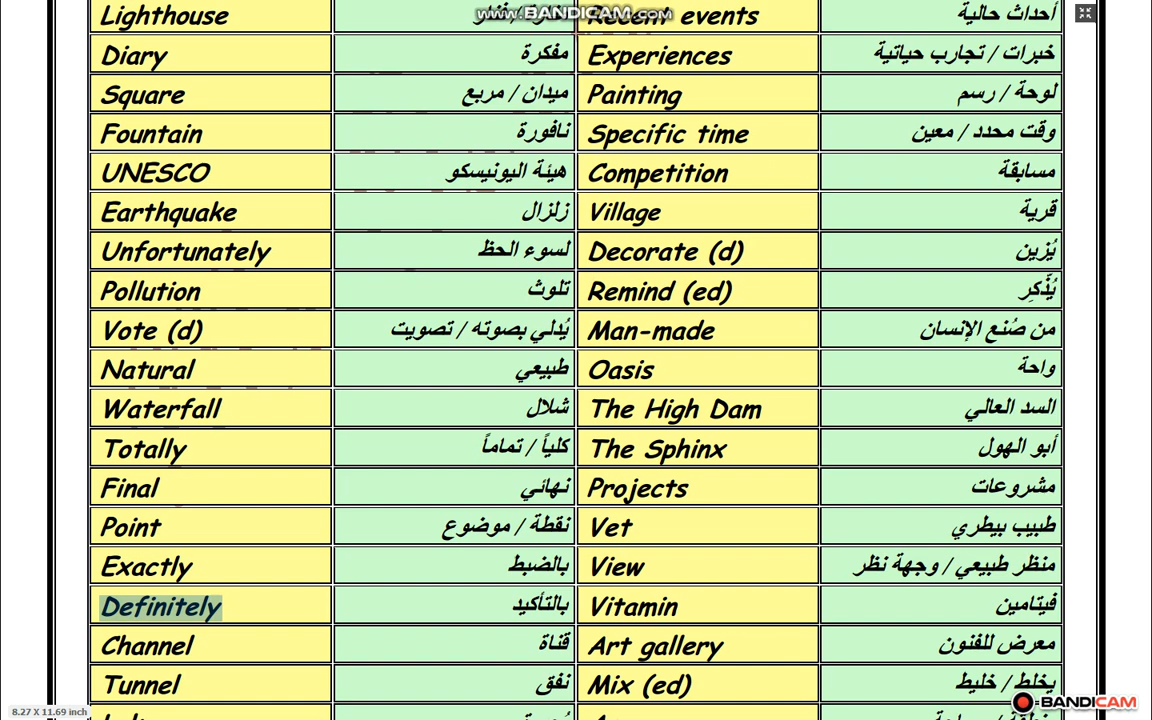 www.BANDICAM.com
Lighthouse Recent events أحداث حالية
Diary مفكرة Experiences خبرات / تجارب حياتية
Square ميدان / مربع Painting لوحة / رسم
Fountain نافورة Specific time وقت محدد / معين
UNESCO هيئة اليونيسكو Competition مسابقة
Earthquake زلزال Village قرية
Unfortunately لسوء الحظ Decorate (d) يُزين
Pollution تلوث Remind (ed) يُذَّكِر
Vote (d) يُدلي بصوته / تصويت Man-made من صُنع الإنسان
Natural طبيعي Oasis واحة
Waterfall شلال The High Dam السد العالي
Totally كلياً / تماماً The Sphinx أبو الهول
Final نهائي Projects مشروعات
Point نقطة / موضوع Vet طبيب بيطري
Exactly بالضبط View منظر طبيعي / وجهة نظر
Definitely بالتأكيد Vitamin فيتامين
Channel قناة Art gallery معرض للفنون
Tunnel نفق Mix (ed) يخلط / خليط
8.27 X 11.69 inch
BANDICAM